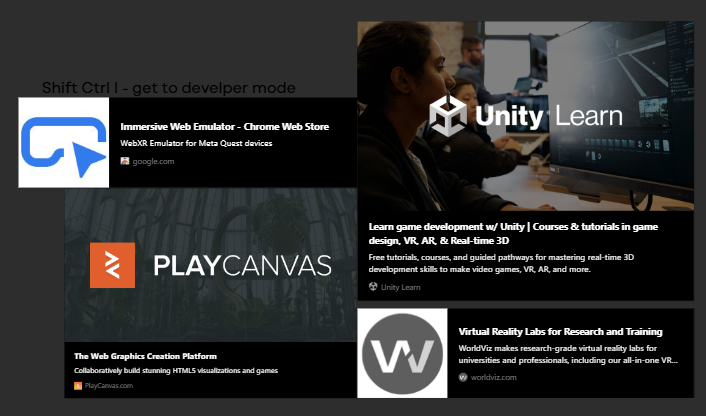 Shift Ctrl I - get to develper mode
Immersive Web Emulator - Chrome Web Store
WebXR Emulator for Meta Quest devices
google.com
PLAYCANVAS
The Web Graphics Creation Platform
Collaboratively build stunning HTML5 visualizations and games
PlayCanvas.com
Unity Learn
Learn game development w/ Unity | Courses & tutorials in game
design, VR, AR, & Real-time 3D
Free tutorials, courses, and guided pathways for mastering real-time 3D
development skills to make video games, VR, AR, and more.
Unity Learn
Virtual Reality Labs for Research and Training
WorldViz makes research-grade virtual reality labs for
universities and professionals, including our all-in-one VR...
worldviz.com